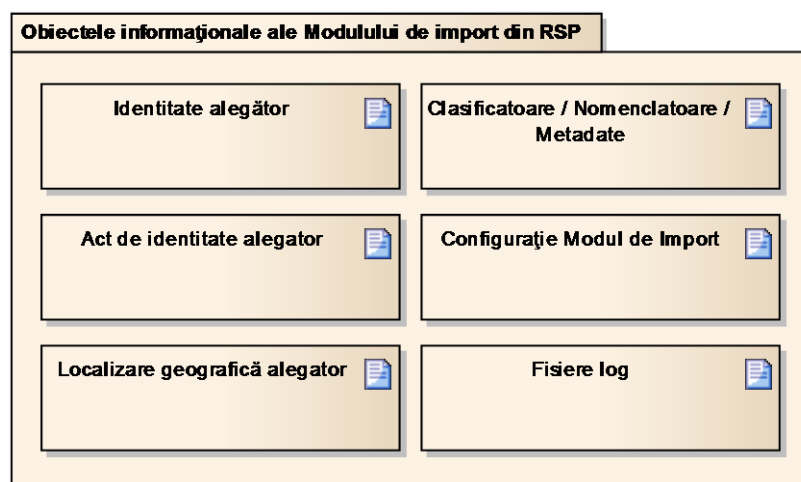 Obiectele informaţionale ale Modulului de import din RSP
Identitate alegător
Clasificatoare / Nomenclatoare /
Metadate
Act de identitate alegator
Configuraţie Modul de Import
Localizare geografică alegator
Fisiere log